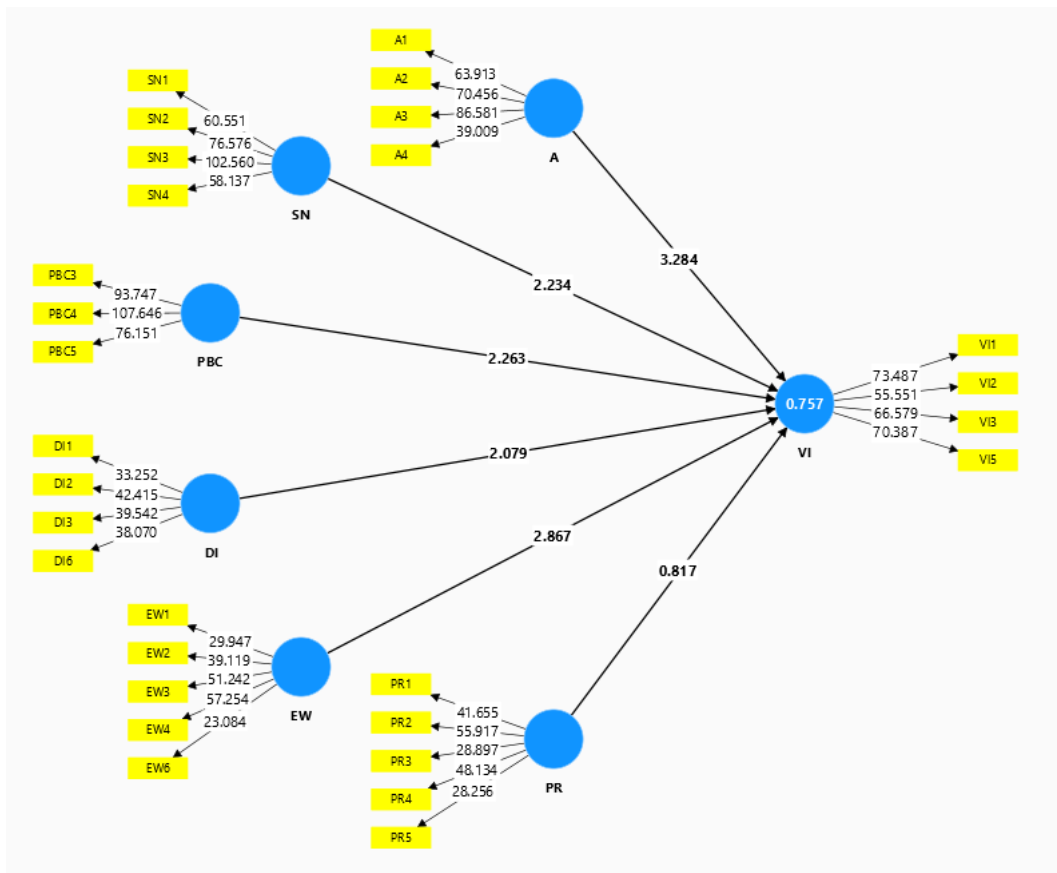 A1
A2
A3
A4
63.913
70.456
86.581
39.009
A
SN1
SN2
SN3
SN4
60.551
76.576
102.560
58.137
SN
3.284
2.234
PBC3
PBC4
PBC5
93.747
107.646
76.151
PBC
2.263
VI1
VI2
VI3
VI5
73.487
55.551
66.579
70.387
0.757
VI
DI1
DI2
DI3
DI6
33.252
42.415
39.542
38.070
DI
2.079
2.867
0.817
EW1
EW2
EW3
EW4
EW6
29.947
39.119
51.242
57.254
23.084
EW
PR1
PR2
PR3
PR4
PR5
41.655
55.917
28.897
48.134
28.256
PR